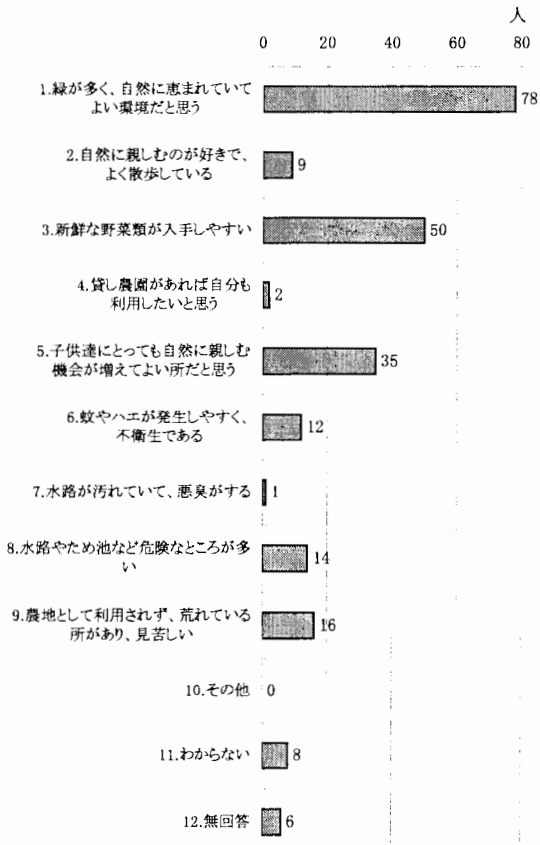 人
0 20 40 60 80
1.緑が多く、自然に恵まれていて
よい環境だと思う
78
2.自然に親しむのが好きで、
よく散歩している
9
3.新鮮な野菜類が入手しやすい
50
4.貸し農園があれば自分も
利用したいと思う
2
5.子供達にとっても自然に親しむ
機会が増えてよい所だと思う
35
6.蚊やハエが発生しやすく、
不衛生である
12
7.水路が汚れていて、悪臭がする
1
8.水路やため池など危険なところが多
い
14
9.農地として利用されず、荒れている
所があり、見苦しい
16
10.その他
0
11.わからない
8
12.無回答
6